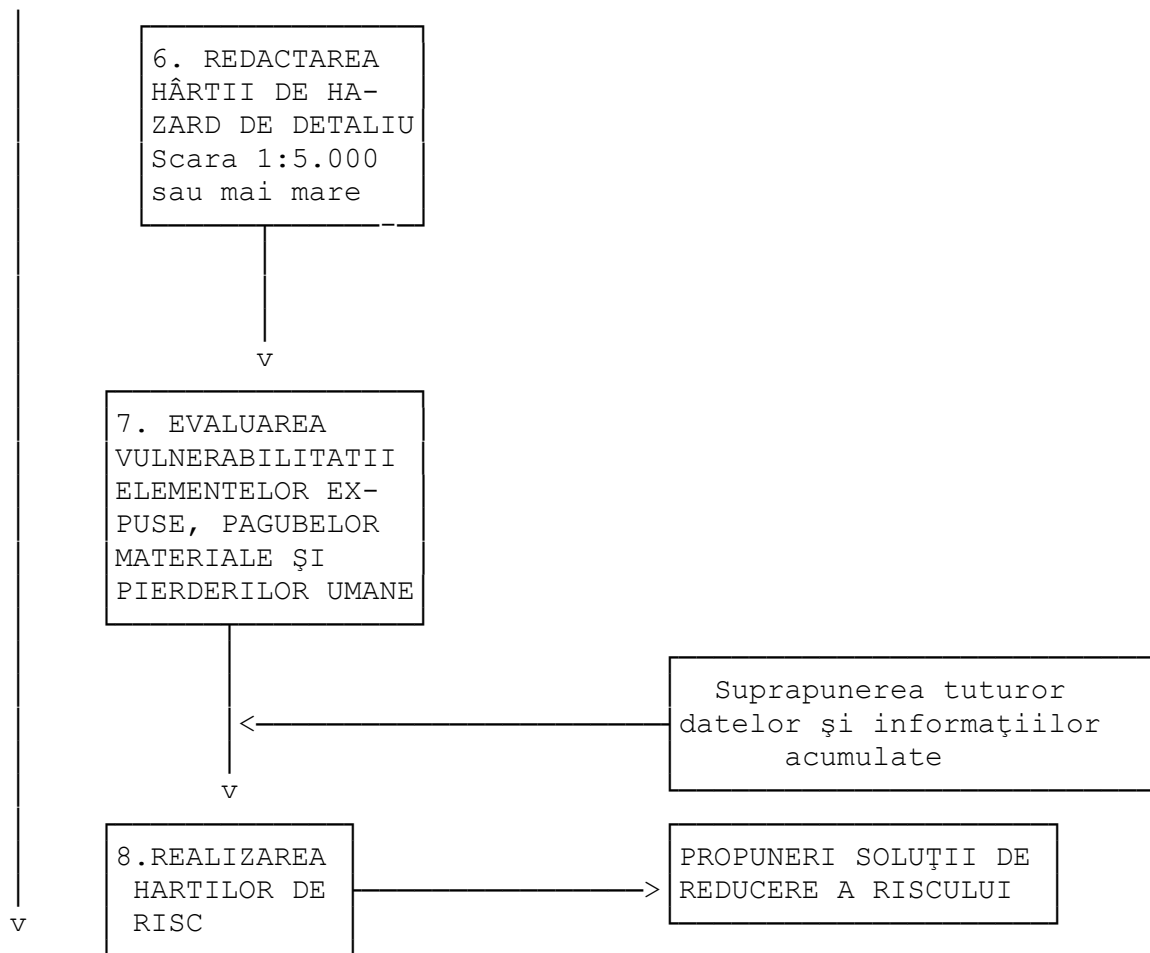 6. REDACTAREA
HÂRTII DE HA-
ZARD DE DETALIU
Scara 1:5.000
sau mai mare
v
7. EVALUAREA
VULNERABILITATII
ELEMENTELOR EX-
PUSE, PAGUBELOR
MATERIALE ŞI
PIERDERILOR UMANE
Suprapunerea tuturor
datelor şi informaţiilor
acumulate
<
v
8.REALIZAREA
HARTILOR DE
RISC
>
PROPUNERI SOLUŢII DE
REDUCERE A RISCULUI
v